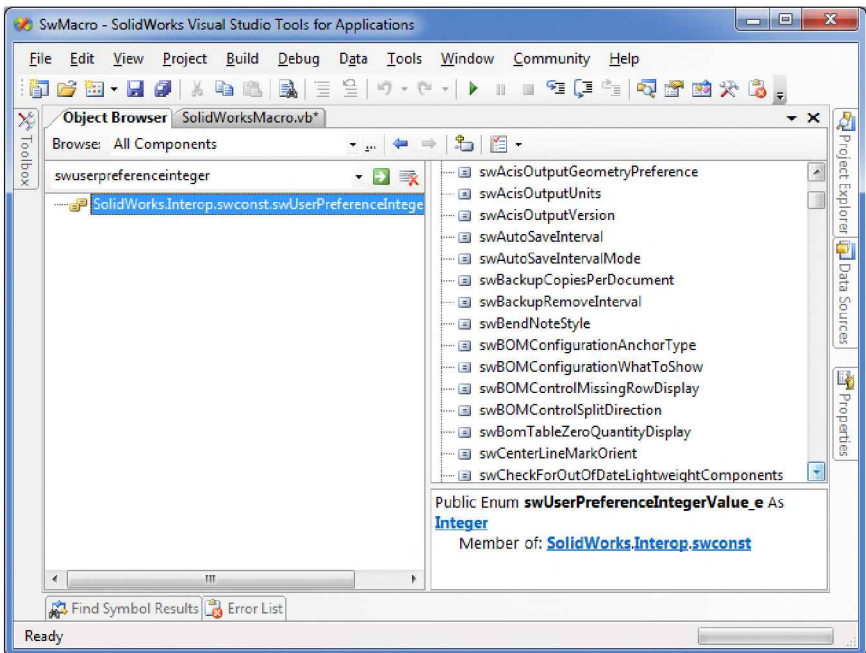 SwMacro - SolidWorks Visual Studio Tools for Applications
File Edit View Project Build Debug Data Tools Window Community Help
Object Browser SolidWorksMacro.vb*
Browse: All Components
swuserpreferenceinteger
SolidWorks.Interop.swconst.swUserPreferenceIntege
swAcisOutputGeometryPreference
swAcisOutputUnits
swAcisOutputVersion
swAutoSaveInterval
swAutoSaveIntervalMode
swBackupCopiesPerDocument
swBackupRemoveInterval
swBendNoteStyle
swBOMConfigurationAnchorType
swBOMConfigurationWhatToShow
swBOMControlMissingRowDisplay
swBOMControlSplitDirection
swBomTableZeroQuantityDisplay
swCenterLineMarkOrient
swCheckForOutOfDateLightweightComponents
Public Enum swUserPreferenceIntegerValue_e As
Integer
Member of: SolidWorks.Interop.swconst
Toolbox
Project Explorer
Data Sources
Properties
Find Symbol Results Error List
Ready